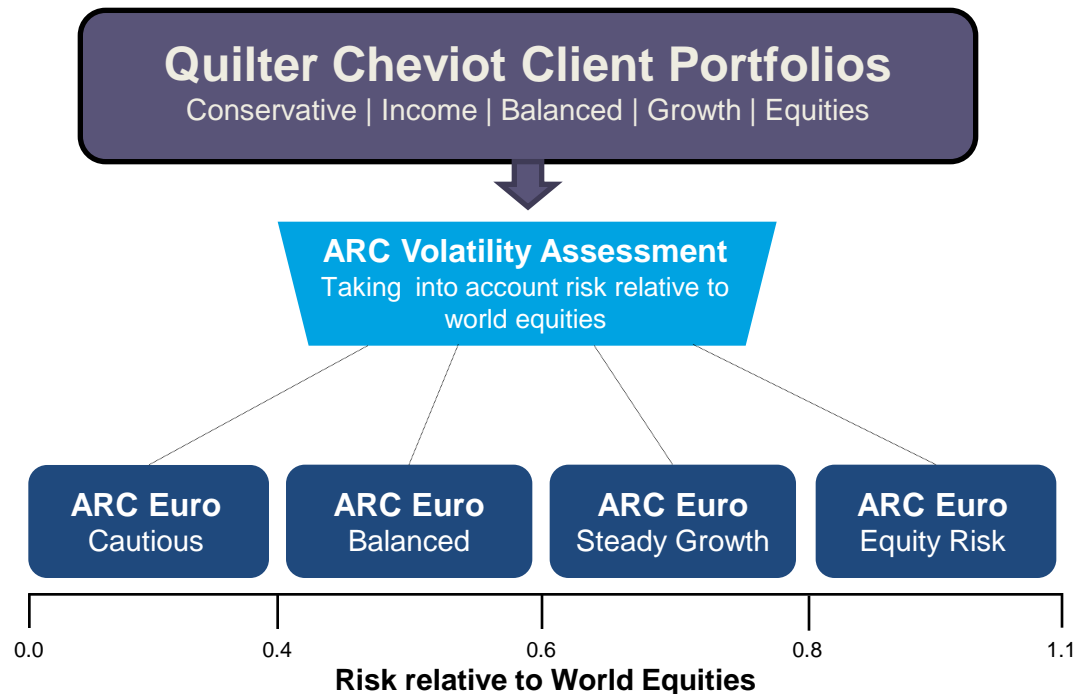 Quilter Cheviot Client Portfolios
Conservative | Income | Balanced | Growth | Equities
ARC Volatility Assessment
Taking into account risk relative to
world equities
ARC Euro
Cautious
ARC Euro
Balanced
ARC Euro
Steady Growth
ARC Euro
Equity Risk
0.0 0.4 0.6 0.8 1.1
Risk relative to World Equities